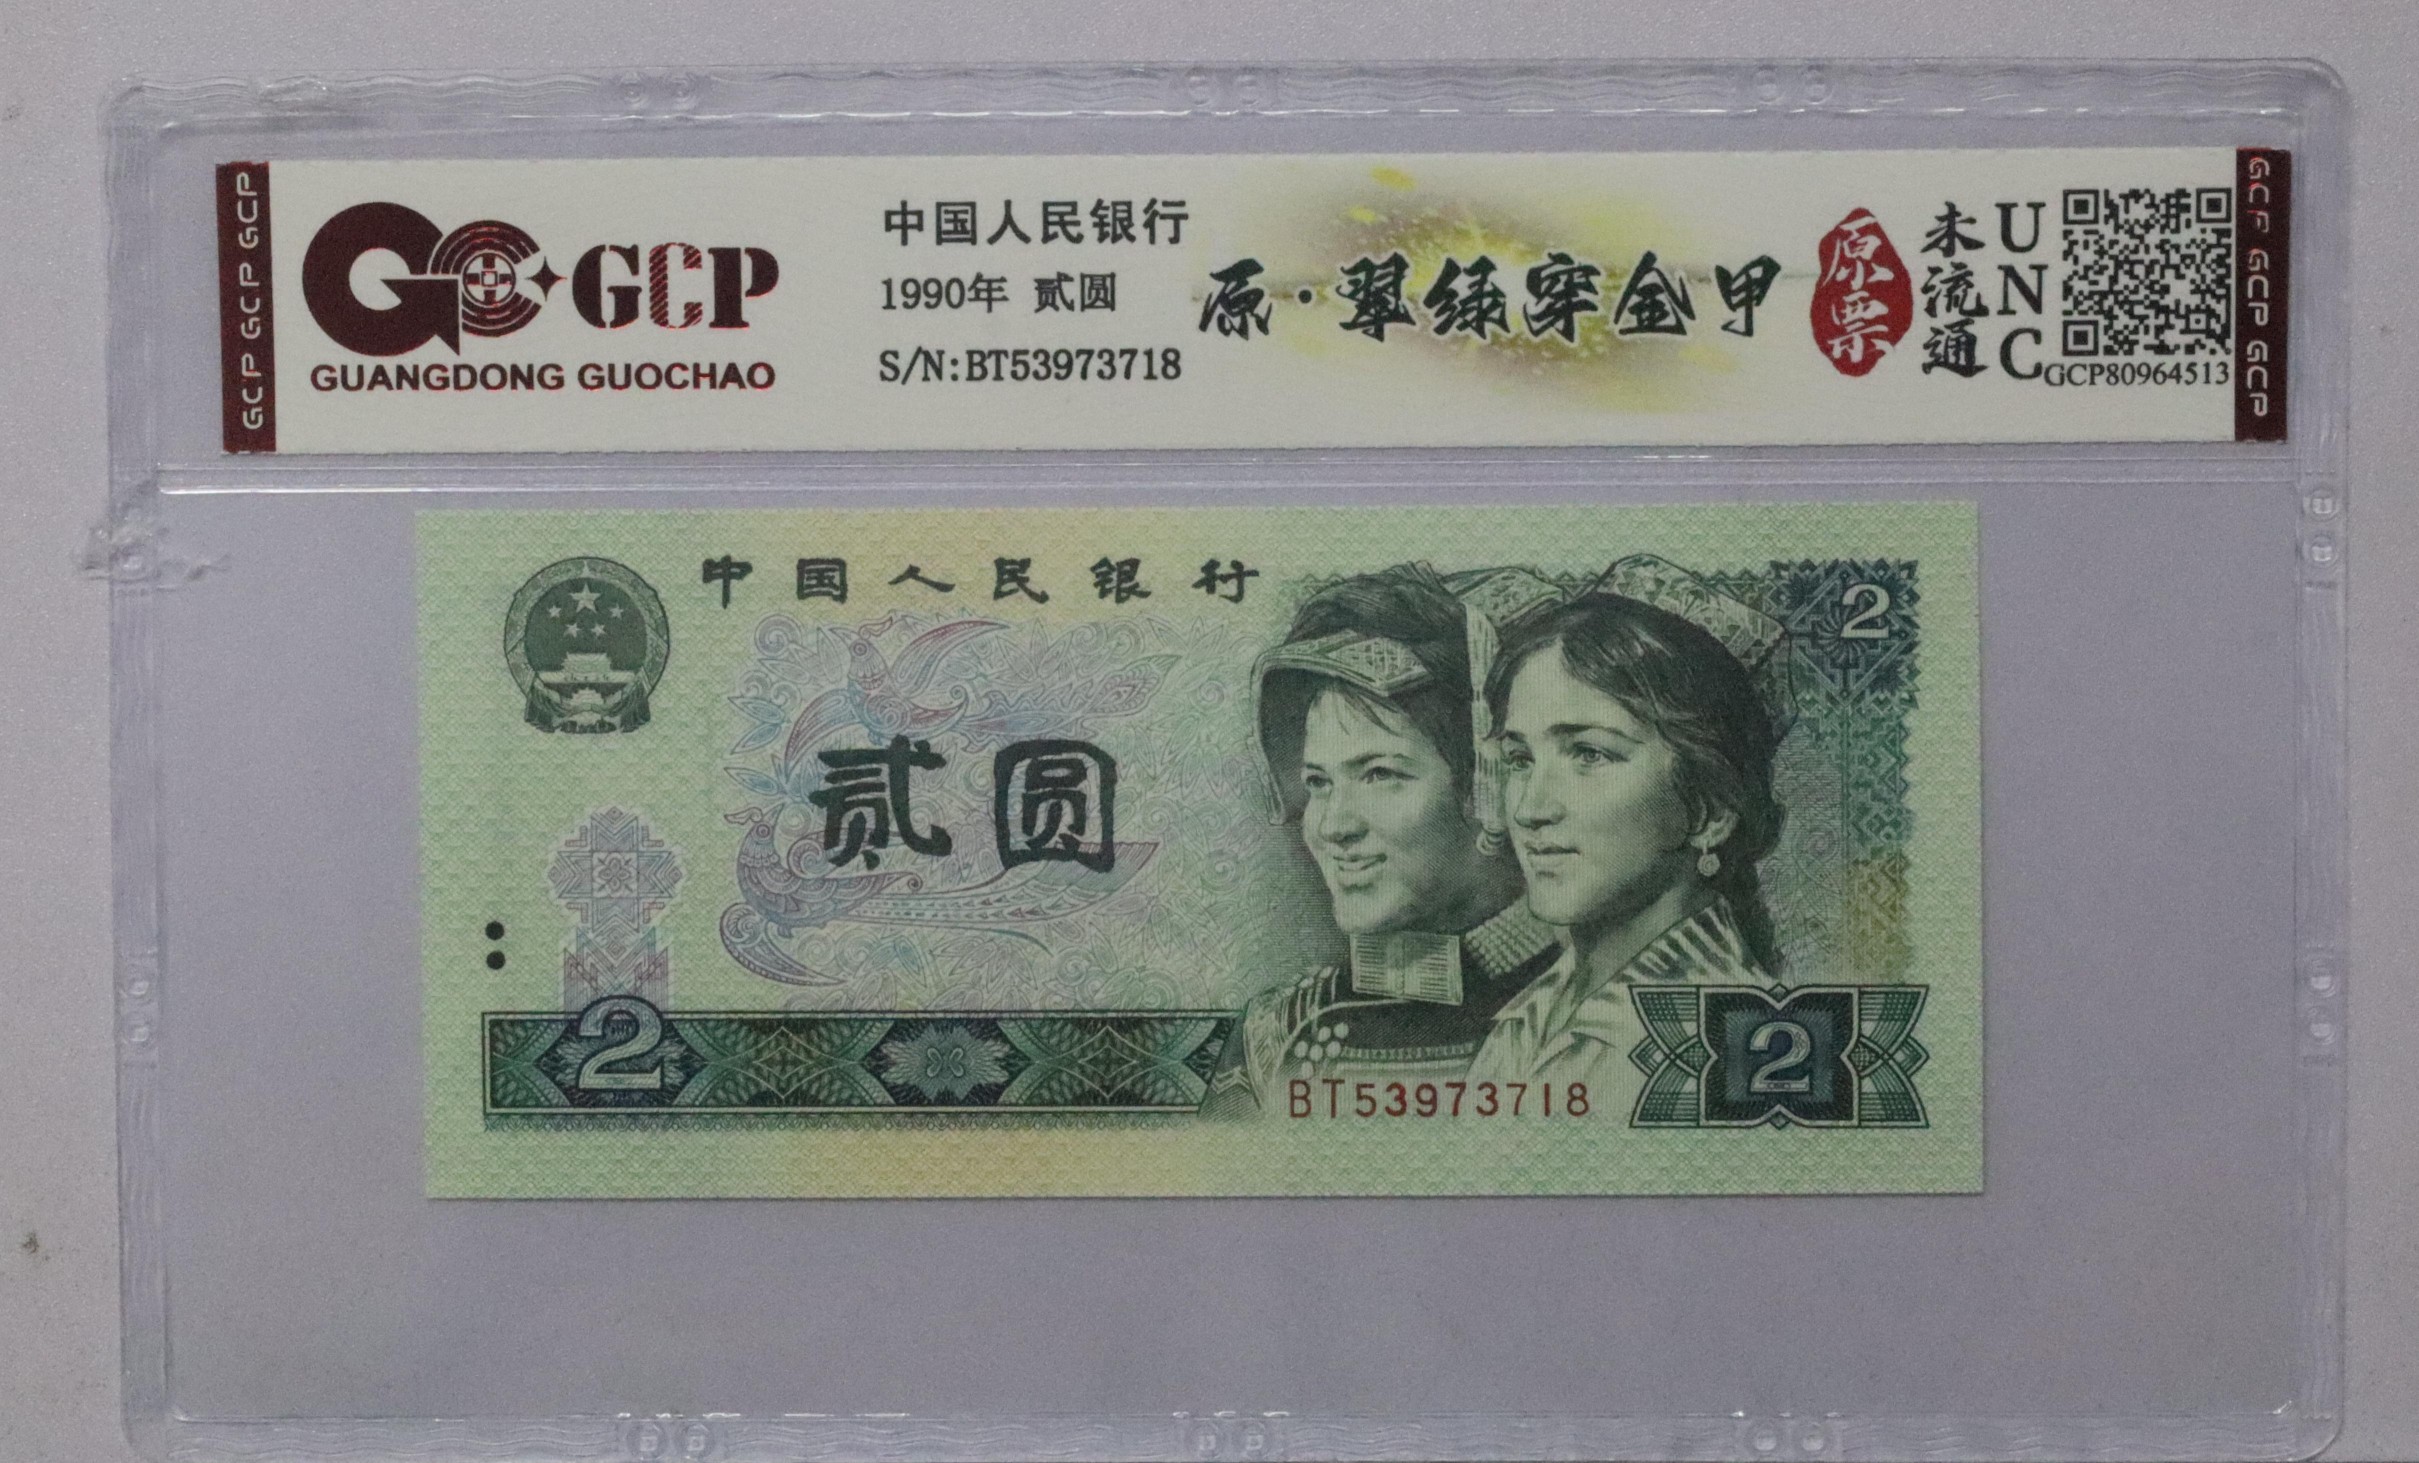 GCP GCP GCP
GCP
GUANGDONG GUOCHAO
中国人民银行
1990年 贰圆
S/N:BT53973718
原·翠绿穿金甲
原票
未流通
UNC
GCP80964513
GCP GCP GCP
中国人民银行
2
贰圆
2
BT53973718
2